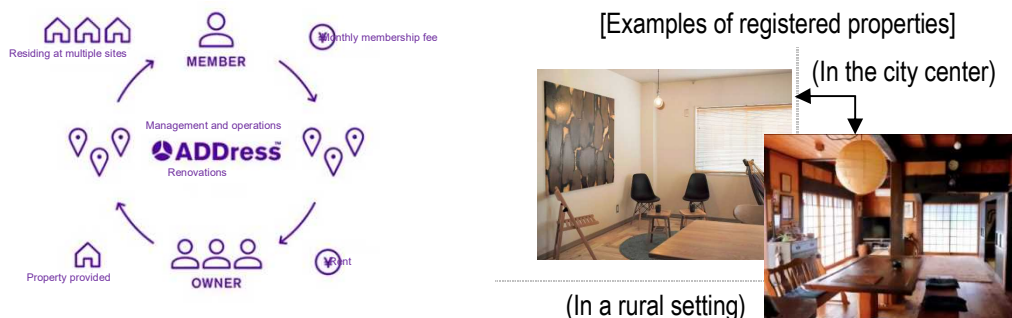 Residing at multiple sites
MEMBER
¥Monthly membership fee
Management and operations
ADDress™
Renovations
Property provided
OWNER
¥Rent
[Examples of registered properties]
(In the city center)
(In a rural setting)